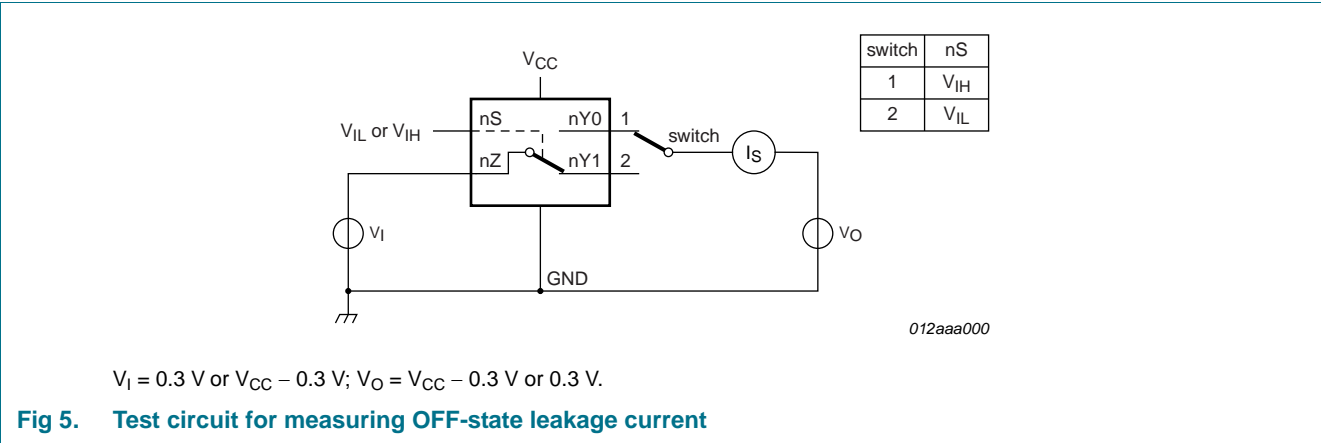 switch nS
1 VIH
2 VIL
VCC
VIL or VIH
nS
nY0
1
switch
IS
nZ
nY1
2
VI
VO
GND
012aaa000
VI = 0.3 V or VCC − 0.3 V; VO = VCC − 0.3 V or 0.3 V.
Fig 5. Test circuit for measuring OFF-state leakage current